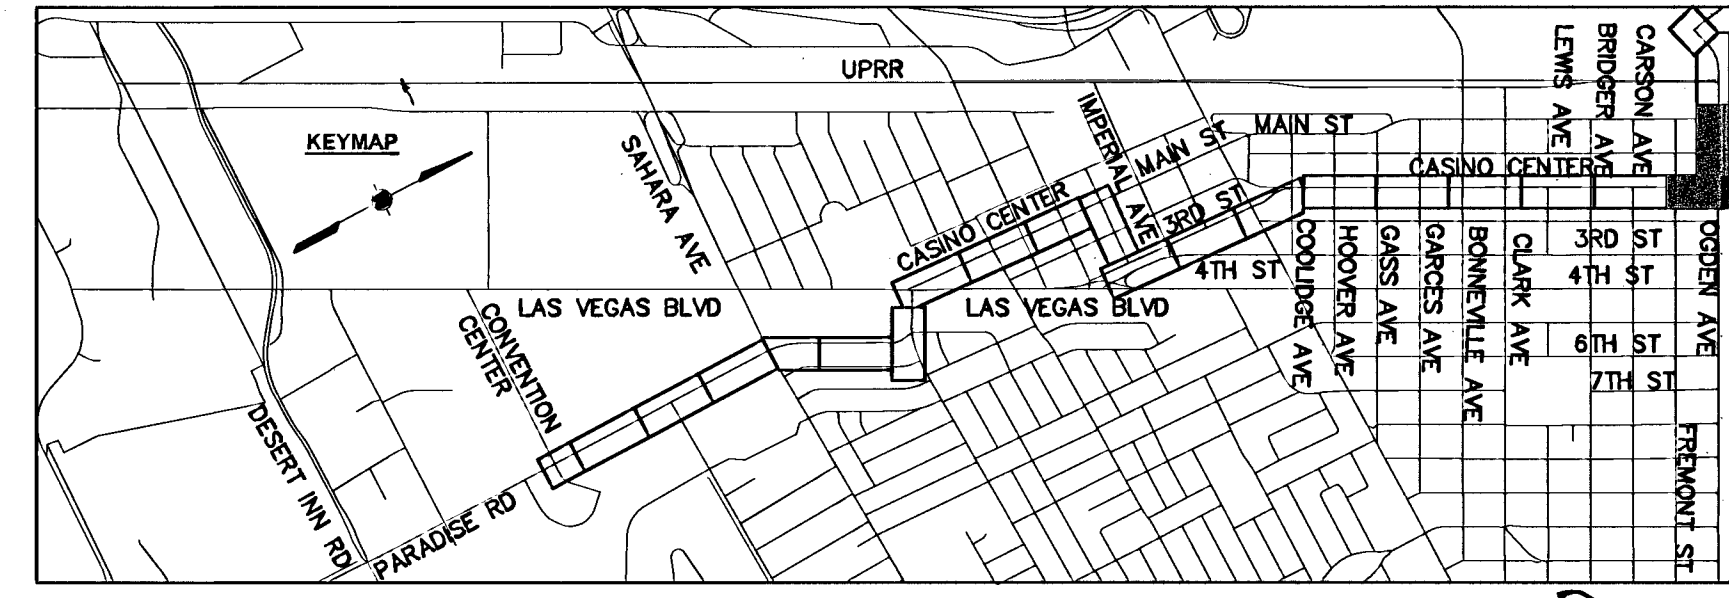 UPRR
KEYMAP
SAHARA AVE
IMPERIAL AVE
MAIN ST
MAIN ST
LEWIS AVE
BRIDGER AVE
CARSON AVE
CASINO CENTER
CASINO CENTER
3RD ST
4TH ST
LAS VEGAS BLVD
LAS VEGAS BLVD
CONVENTION
CENTER
DESERT INN RD
PARADISE RD
COOLIDGE AVE
HOOVER AVE
GASS AVE
GARCES AVE
BONNEVILLE AVE
CLARK AVE
3RD ST
4TH ST
6TH ST
7TH ST
OGDEN AVE
FREMONT ST